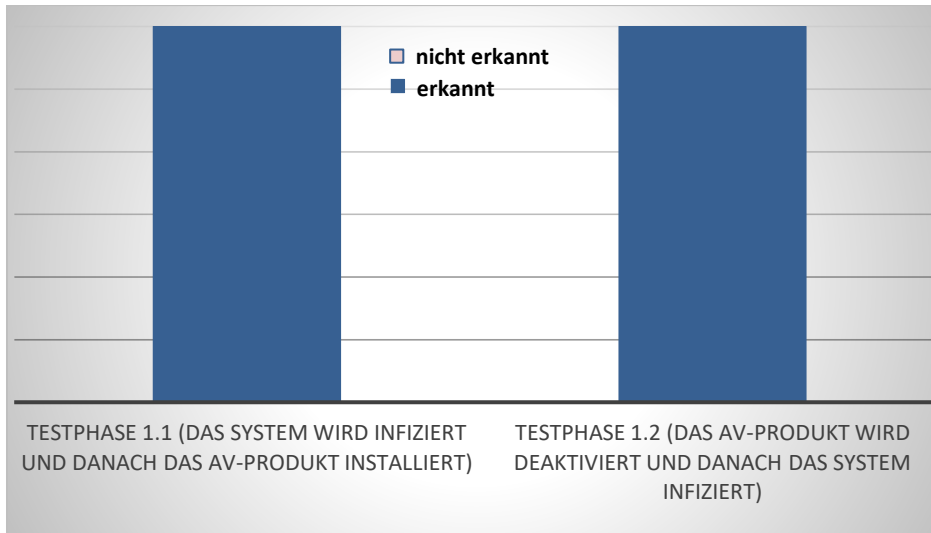 nicht erkannt
erkannt
TESTPHASE 1.1 (DAS SYSTEM WIRD INFIZIERT
UND DANACH DAS AV-PRODUKT INSTALLIERT)
TESTPHASE 1.2 (DAS AV-PRODUKT WIRD
DEAKTIVIERT UND DANACH DAS SYSTEM
INFIZIERT)